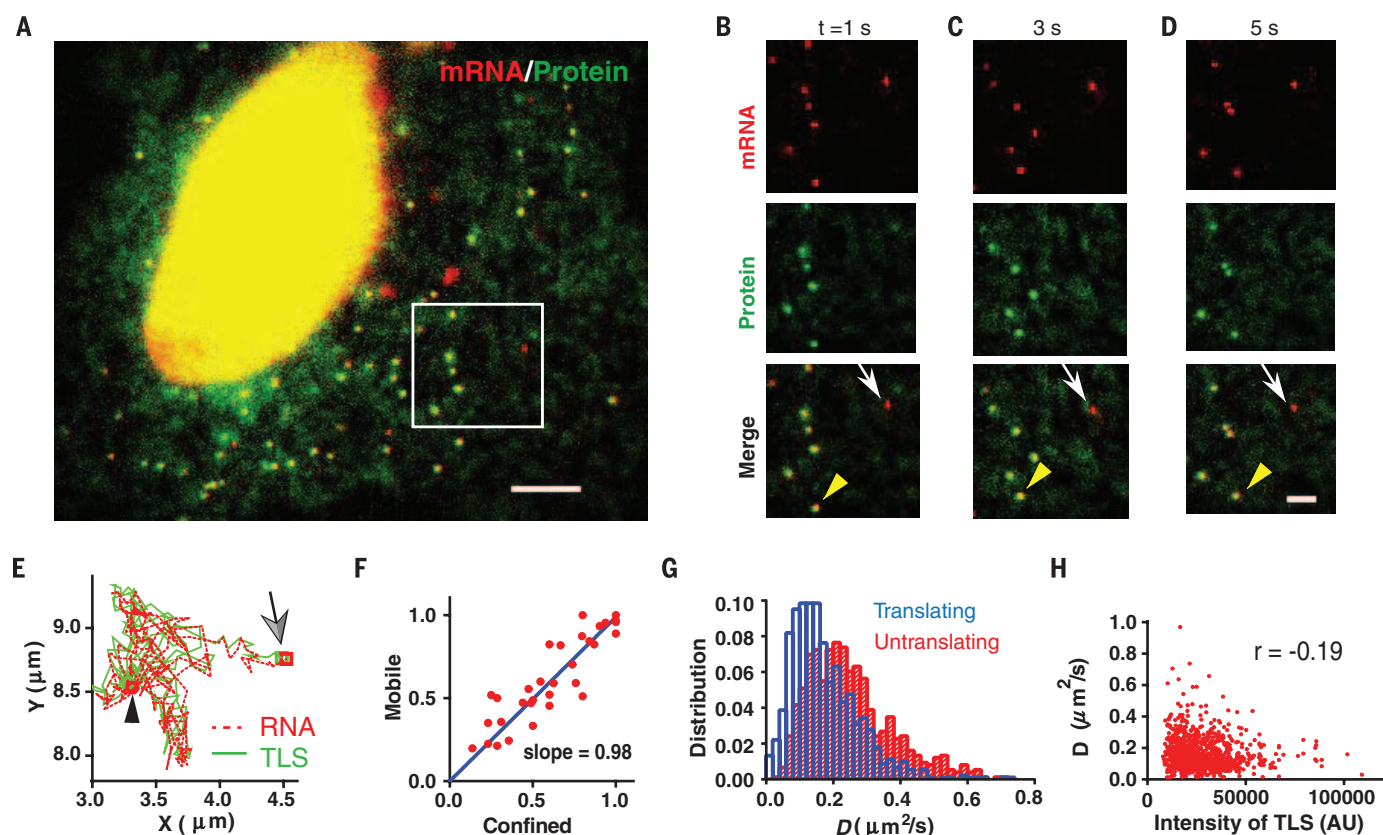 A
mRNA/Protein
B
t =1 s
C
3 s
D
5 s
mRNA
Protein
Merge
E
Y (μm)
9.0
8.5
8.0
RNA
TLS
3.0 3.5 4.0 4.5
X ( μm)
F
Mobile
1.0
0.5
0.0
slope = 0.98
0.0 0.5 1.0
Confined
G
Distribution
0.10
0.08
0.06
0.04
0.02
0.00
Translating
Untranslating
0.0 0.2 0.4 0.6 0.8
D ( μm²/s)
H
D (μm²/s)
1.0
0.8
0.6
0.4
0.2
0.0
r = -0.19
0 50000 100000
Intensity of TLS (AU)